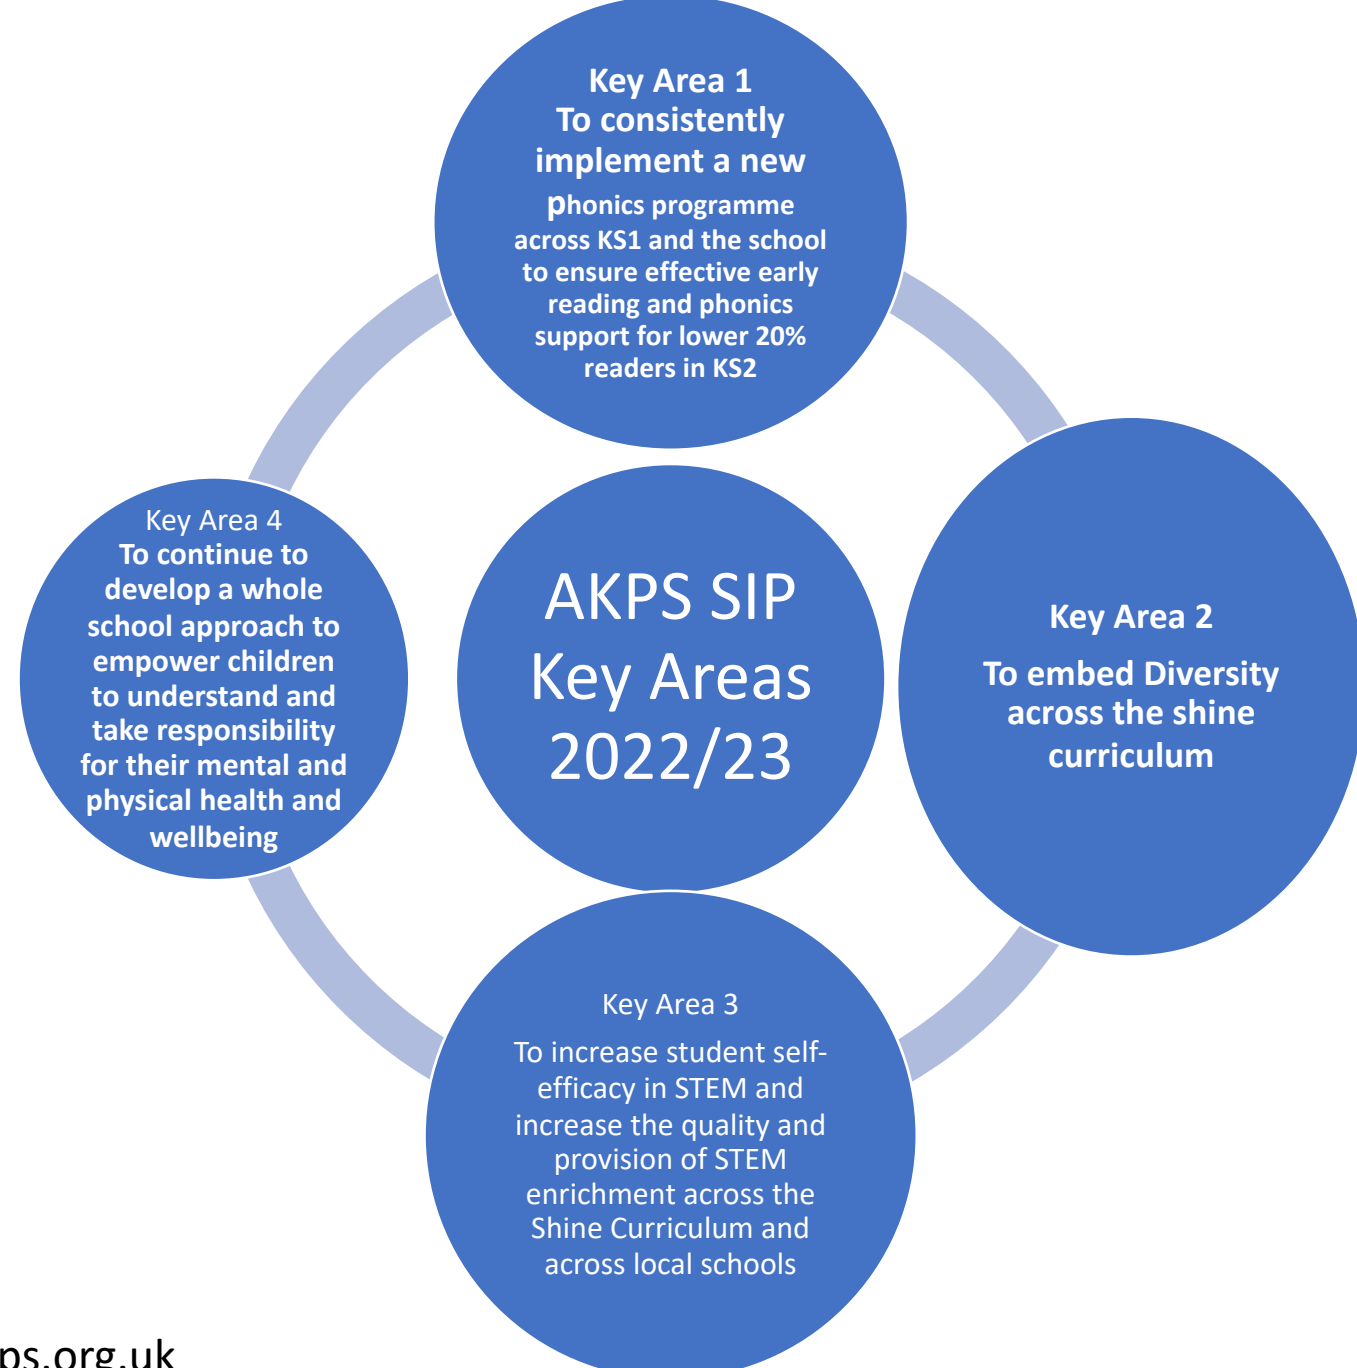 Key Area 1
To consistently
implement a new
phonics programme
across KS1 and the school
to ensure effective early
reading and phonics
support for lower 20%
readers in KS2
Key Area 4
To continue to
develop a whole
school approach to
empower children
to understand and
take responsibility
for their mental and
physical health and
wellbeing
AKPS SIP
Key Areas
2022/23
Key Area 2
To embed Diversity
across the shine
curriculum
Key Area 3
To increase student self-
efficacy in STEM and
increase the quality and
provision of STEM
enrichment across the
Shine Curriculum and
across local schools
ps.org.uk